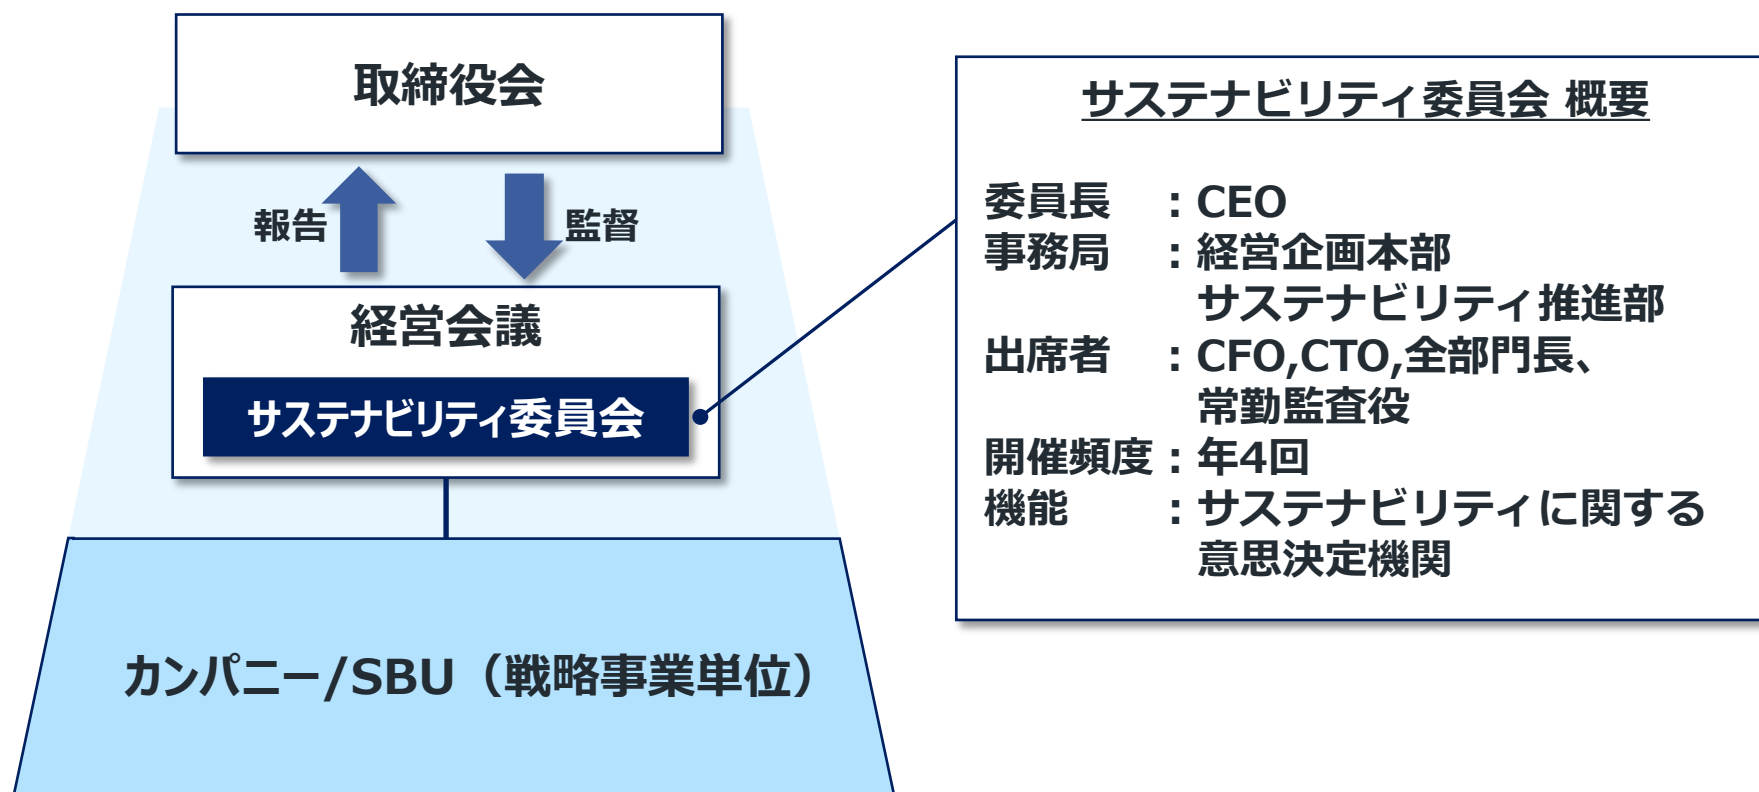 取締役会
報告
監督
経営会議
サステナビリティ委員会
カンパニー/SBU（戦略事業単位）
サステナビリティ委員会 概要
委員長　：CEO
事務局　：経営企画本部
サステナビリティ推進部
出席者　：CFO,CTO,全部門長、
常勤監査役
開催頻度：年4回
機能　　：サステナビリティに関する
意思決定機関